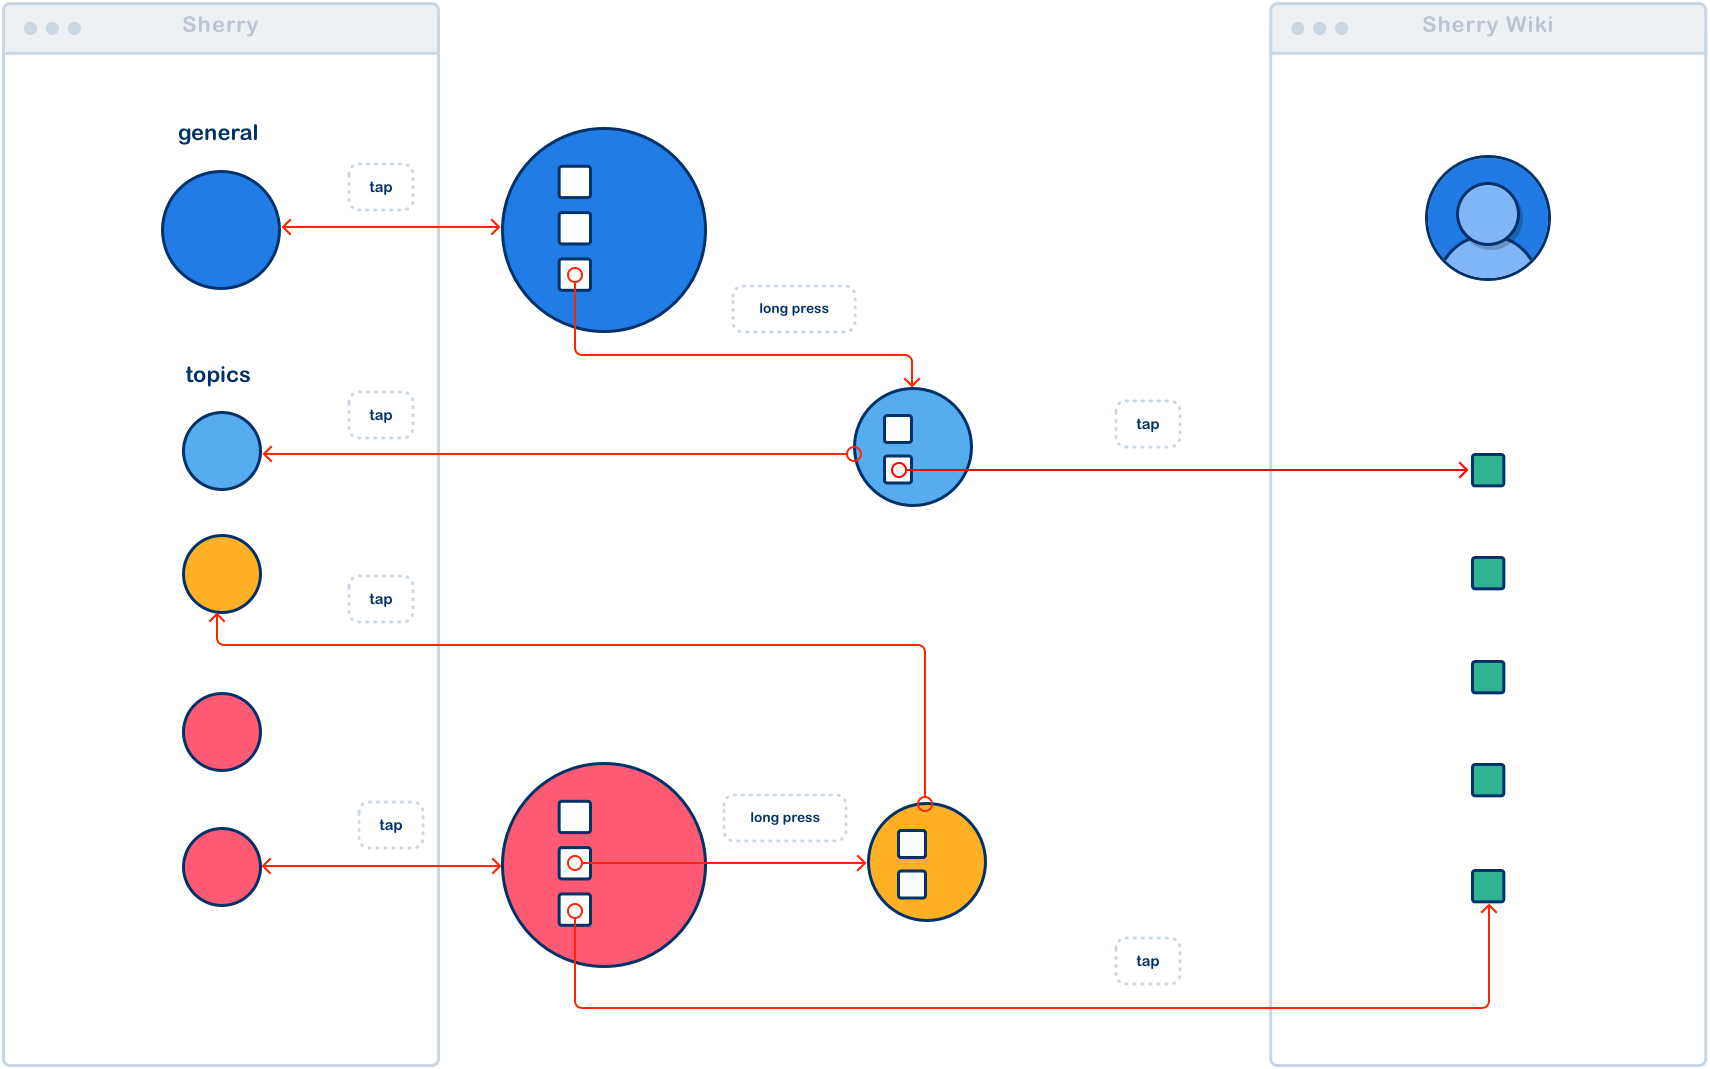 Sherry
Sherry Wiki
general
tap
long press
topics
tap
tap
tap
tap
long press
tap